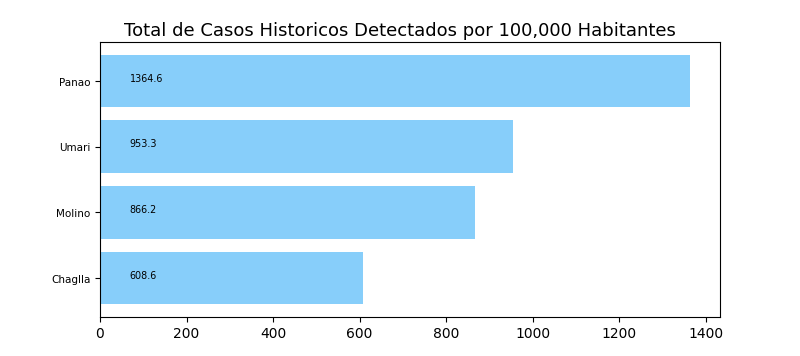 Total de Casos Historicos Detectados por 100,000 Habitantes
Panao
1364.6
Umari
953.3
Molino
866.2
Chaglla
608.6
0 200 400 600 800 1000 1200 1400